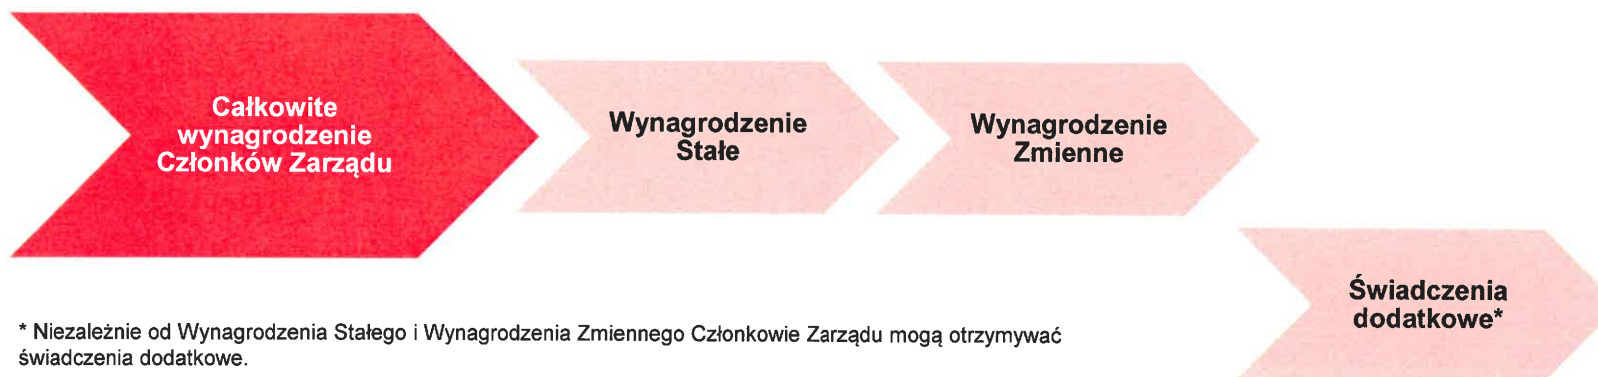 Całkowite
wynagrodzenie
Członków Zarządu
Wynagrodzenie
Stałe
Wynagrodzenie
Zmienne
Świadczenia
dodatkowe*
* Niezależnie od Wynagrodzenia Stałego i Wynagrodzenia Zmiennego Członkowie Zarządu mogą otrzymywać
świadczenia dodatkowe.